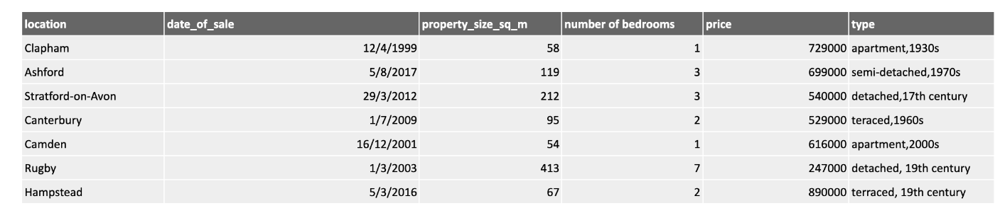 location date_of_sale property_size_sq_m number of bedrooms price type
Clapham 12/4/1999 58 1 729000 apartment,1930s
Ashford 5/8/2017 119 3 699000 semi-detached,1970s
Stratford-on-Avon 29/3/2012 212 3 540000 detached,17th century
Canterbury 1/7/2009 95 2 529000 teraced,1960s
Camden 16/12/2001 54 1 616000 apartment,2000s
Rugby 1/3/2003 413 7 247000 detached, 19th century
Hampstead 5/3/2016 67 2 890000 terraced, 19th century